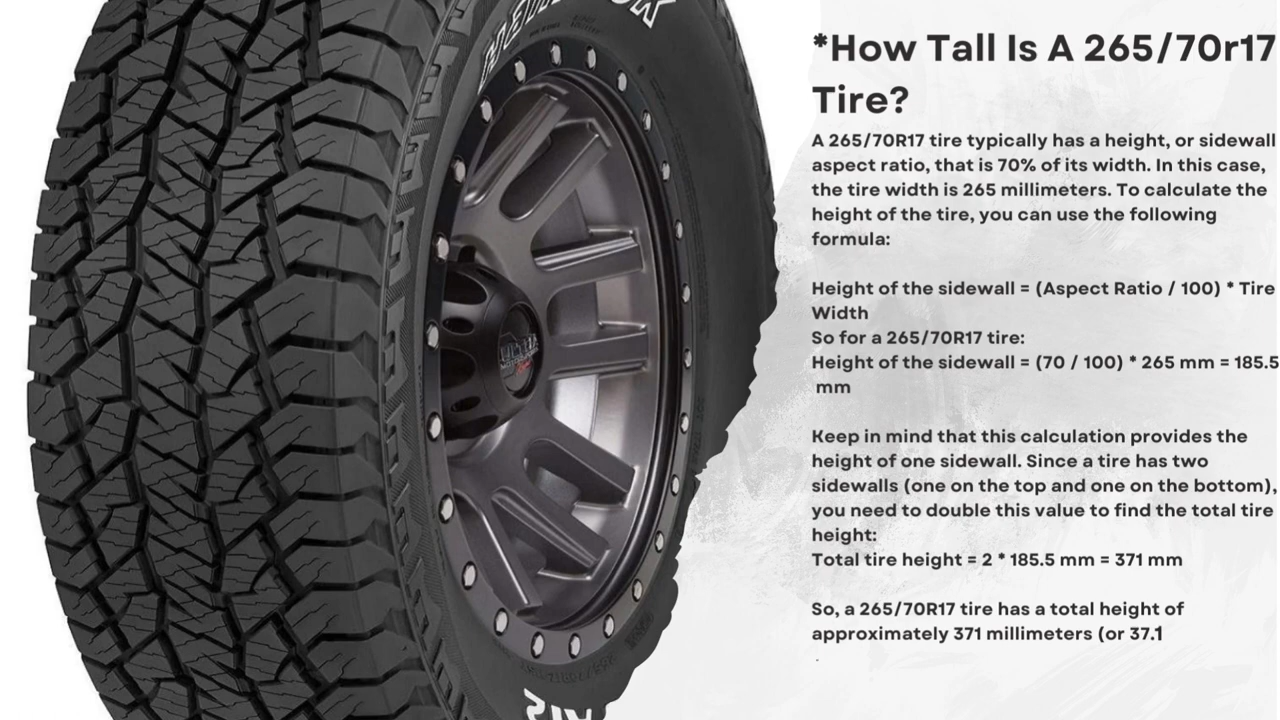 *How Tall Is A 265/70r17
Tire?
A 265/70R17 tire typically has a height, or sidewall
aspect ratio, that is 70% of its width. In this case,
the tire width is 265 millimeters. To calculate the
height of the tire, you can use the following
formula:
Height of the sidewall = (Aspect Ratio / 100) * Tire
Width
So for a 265/70R17 tire:
Height of the sidewall = (70 / 100) * 265 mm = 185.5
mm
Keep in mind that this calculation provides the
height of one sidewall. Since a tire has two
sidewalls (one on the top and one on the bottom),
you need to double this value to find the total tire
height:
Total tire height = 2 * 185.5 mm = 371 mm
So, a 265/70R17 tire has a total height of
approximately 371 millimeters (or 37.1
.